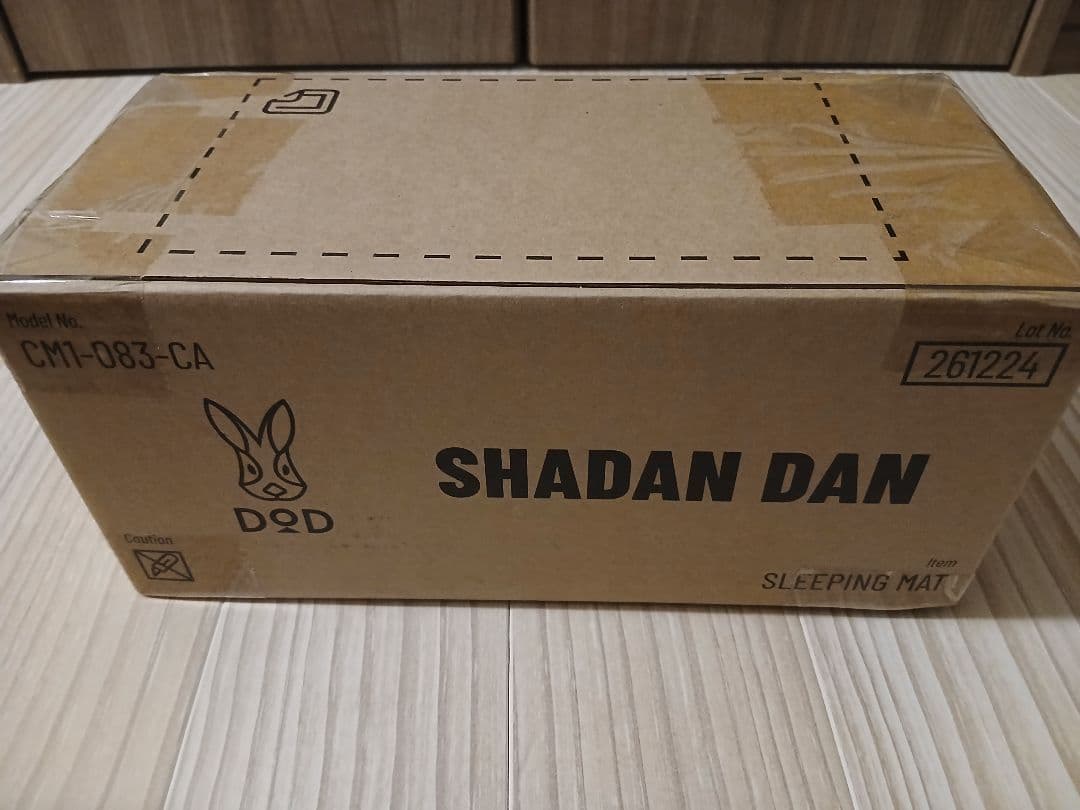 Model No.
CM1-083-CA
Lot No.
261224
DOD
SHADAN DAN
Caution
Item
SLEEPING MAT